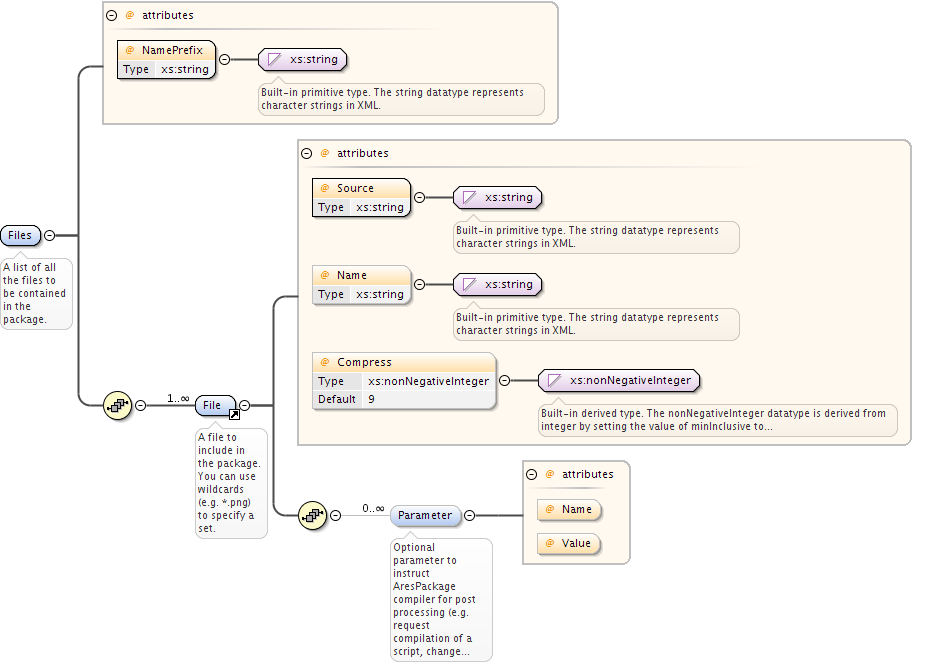 attributes
@ NamePrefix
Type xs:string
xs:string
Built-in primitive type. The string datatype represents
character strings in XML.
attributes
@ Source
Type xs:string
xs:string
Built-in primitive type. The string datatype represents
character strings in XML.
@ Name
Type xs:string
xs:string
Built-in primitive type. The string datatype represents
character strings in XML.
@ Compress
Type xs:nonNegativeInteger
Default 9
xs:nonNegativeInteger
Built-in derived type. The nonNegativeInteger datatype is derived from
integer by setting the value of minInclusive to...
Files
A list of all
the files to
be contained
in the
package.
1..∞
File
A file to
include in
the package.
You can use
wildcards
(e.g. *.png)
to specify a
set.
0..∞
Parameter
Optional
parameter to
instruct
AresPackage
compiler for post
processing (e.g.
request
compilation of a
script, change...
@ attributes
@ Name
@ Value